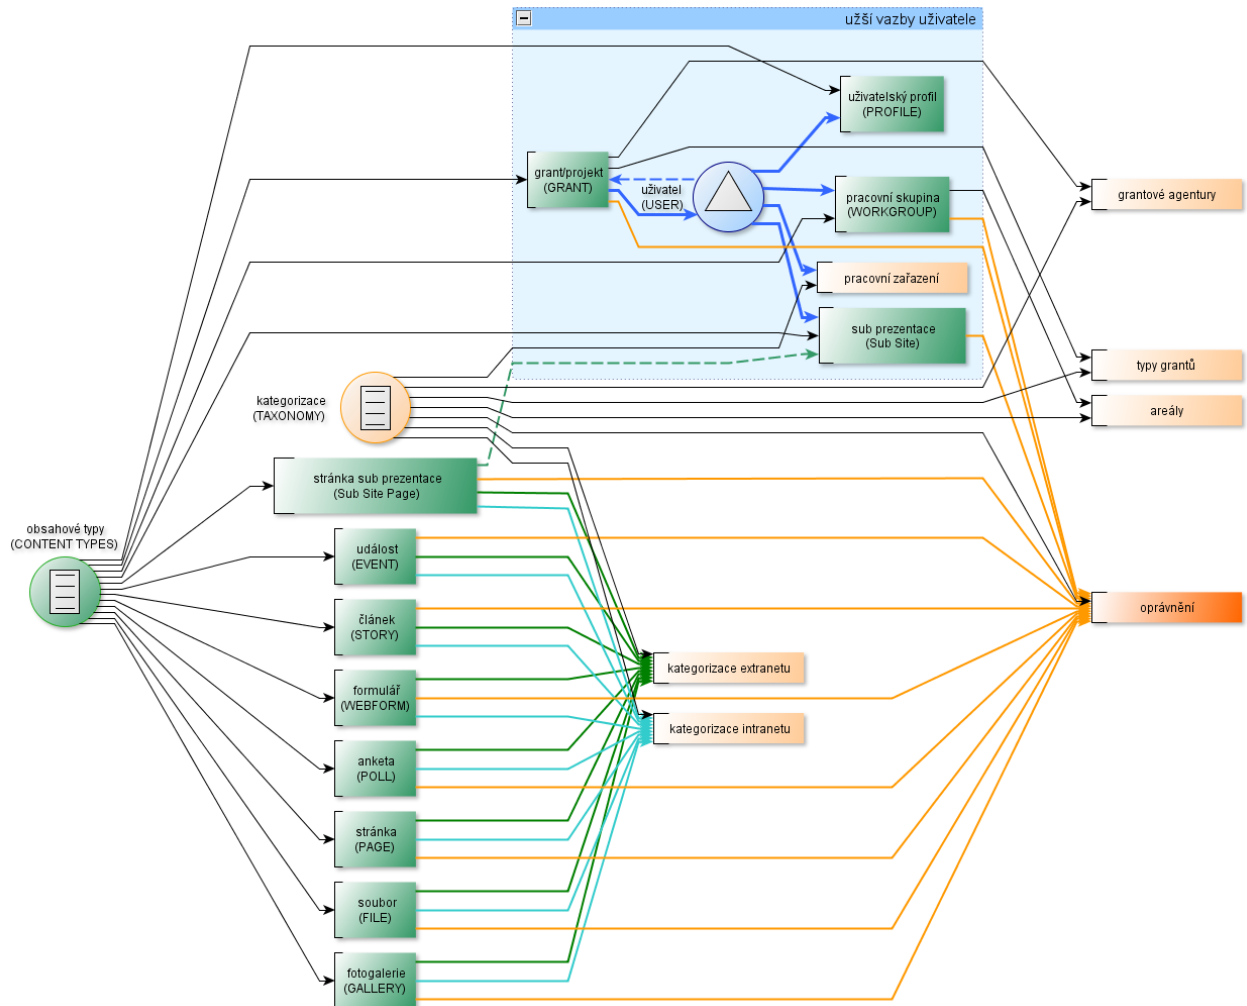 užší vazby uživatele
uživatelský profil
(PROFILE)
grant/projekt
(GRANT)
uživatel
(USER)
pracovní skupina
(WORKGROUP)
grantové agentury
pracovní zařazení
sub prezentace
(Sub Site)
typy grantů
kategorizace
(TAXONOMY)
areály
stránka sub prezentace
(Sub Site Page)
obsahové typy
(CONTENT TYPES)
událost
(EVENT)
článek
(STORY)
oprávnění
kategorizace extranetu
formulář
(WEBFORM)
kategorizace intranetu
anketa
(POLL)
stránka
(PAGE)
soubor
(FILE)
fotogalerie
(GALLERY)